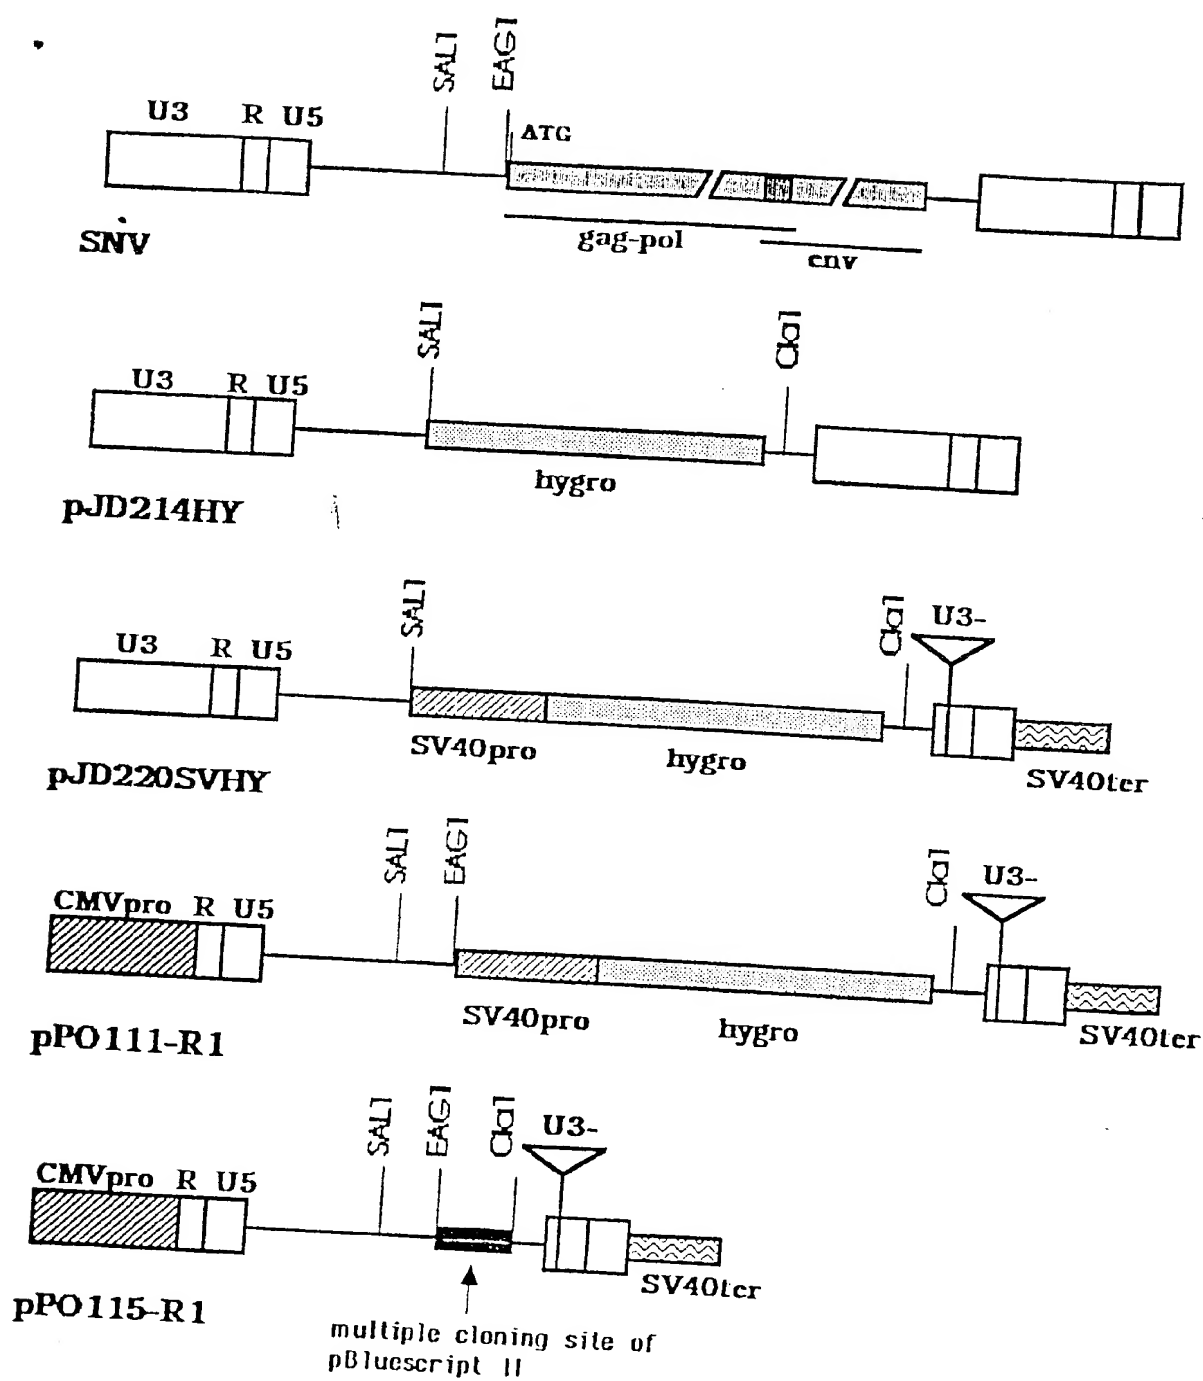 SAL1 EAG1
U3 R U5
ATG
gag-pol
env
SNV
SAL1 Cla1
U3 R U5
hygro
pJD214HY
SAL1 Cla1 U3-
U3 R U5
SV40pro hygro SV40ter
pJD220SVHY
SAL1 EAG1 Cla1 U3-
CMVpro R U5
SV40pro hygro SV40ter
pPO111-R1
SAL1 EAG1 Cla1 U3-
CMVpro R U5
SV40ter
pPO115-R1
multiple cloning site of
pBluescript II